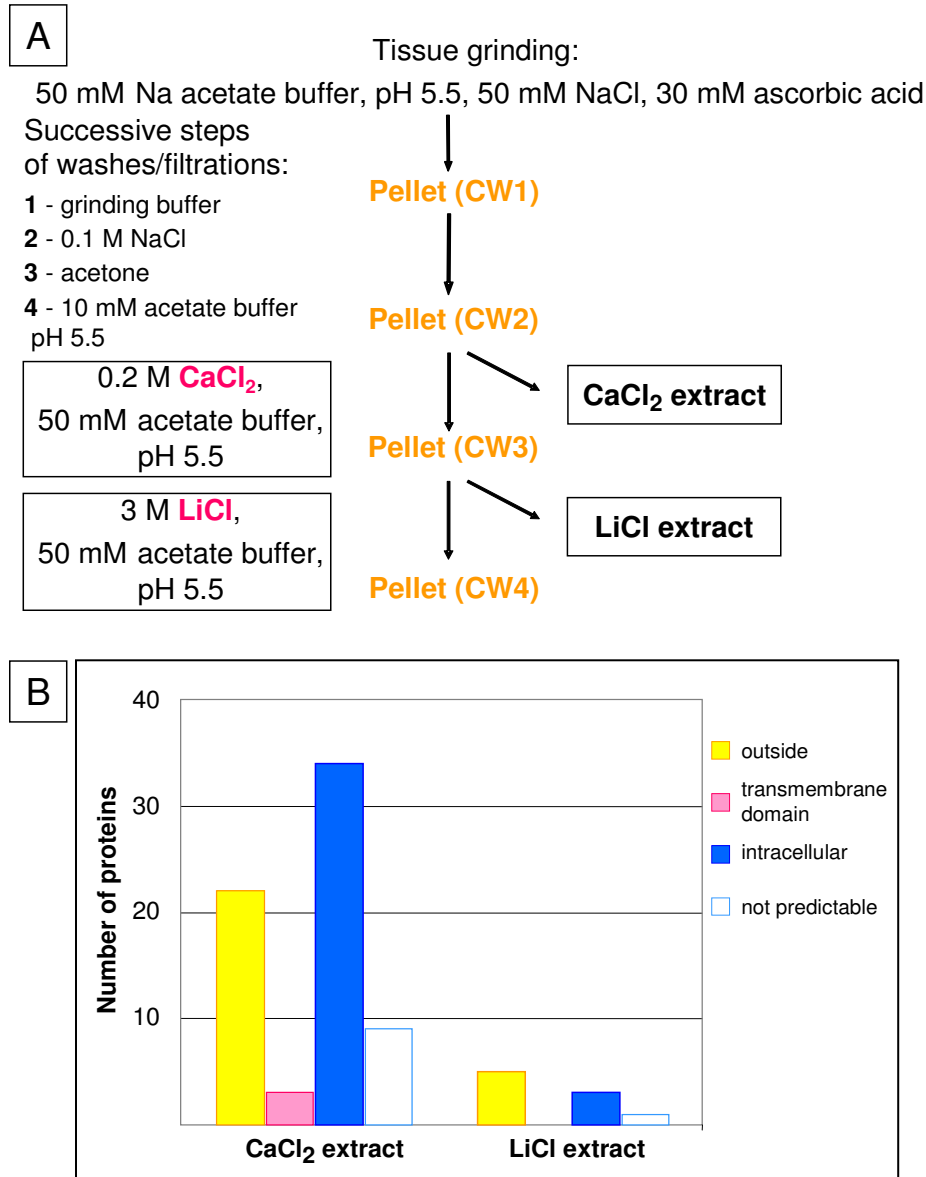 A
Tissue grinding:
50 mM Na acetate buffer, pH 5.5, 50 mM NaCl, 30 mM ascorbic acid
Successive steps
of washes/filtrations:
1 - grinding buffer
2 - 0.1 M NaCl
3 - acetone
4 - 10 mM acetate buffer
pH 5.5
Pellet (CW1)
Pellet (CW2)
0.2 M CaCl₂,
50 mM acetate buffer,
pH 5.5
CaCl₂ extract
Pellet (CW3)
3 M LiCl,
50 mM acetate buffer,
pH 5.5
LiCl extract
Pellet (CW4)
B
Number of proteins
40
30
20
10
CaCl₂ extract
LiCl extract
outside
transmembrane
domain
intracellular
not predictable